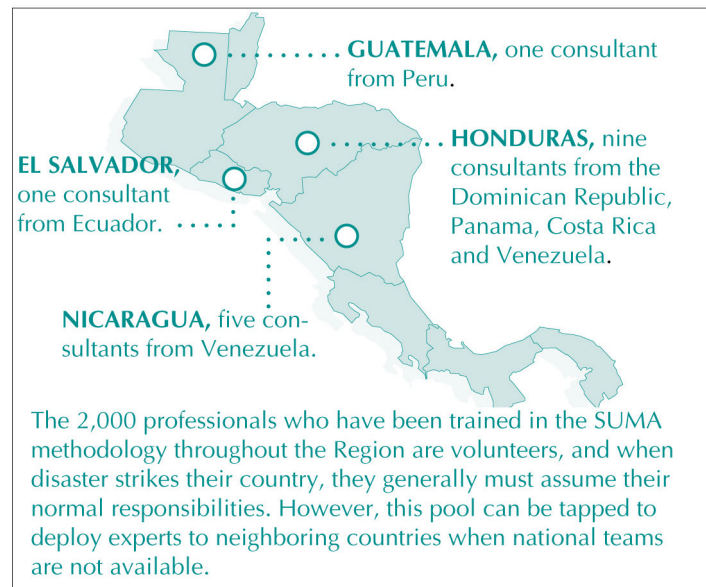 GUATEMALA, one consultant
from Peru.
HONDURAS, nine
consultants from the
Dominican Republic,
Panama, Costa Rica
and Venezuela.
EL SALVADOR,
one consultant
from Ecuador.
NICARAGUA, five con-
sultants from Venezuela.
The 2,000 professionals who have been trained in the SUMA
methodology throughout the Region are volunteers, and when
disaster strikes their country, they generally must assume their
normal responsibilities. However, this pool can be tapped to
deploy experts to neighboring countries when national teams
are not available.